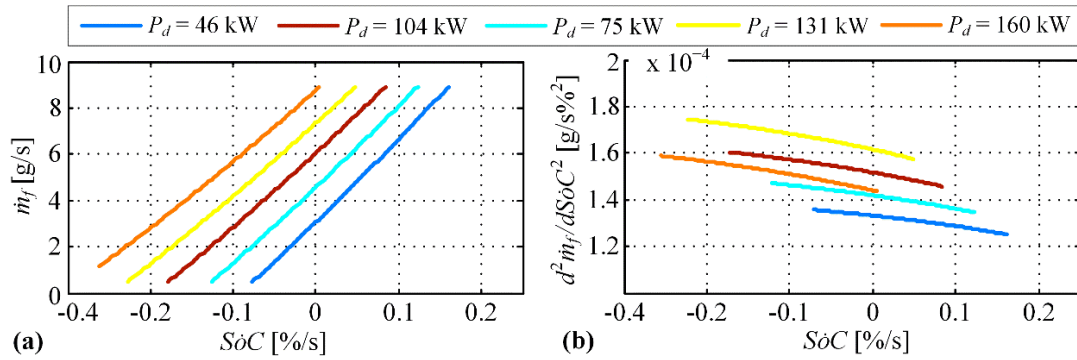 P_d = 46 kW P_d = 104 kW P_d = 75 kW P_d = 131 kW P_d = 160 kW
10
8
6
4
2
0
ṁ_f [g/s]
-0.4 -0.2 -0.1 0 0.1 0.2
SȯC [%/s]
(a)
2
1.8
1.6
1.4
1.2
x 10⁻⁴
d²ṁ_f/dSȯC² [g/s%²]
-0.4 -0.2 -0.1 0 0.1 0.2
SȯC [%/s]
(b)